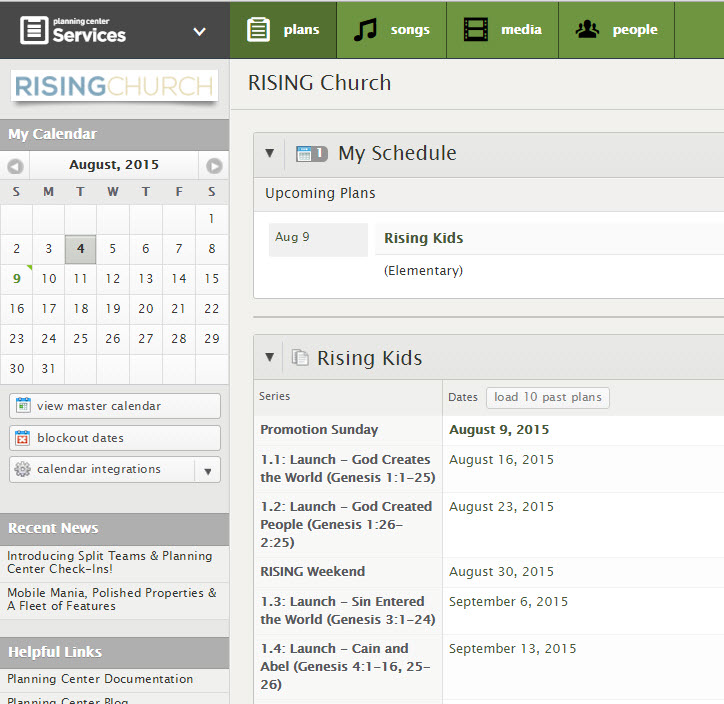 planning center
Services
plans
songs
media
people
RISINGCHURCH
RISING Church
My Calendar
August, 2015
S M T W T F S
1
2 3 4 5 6 7 8
9 10 11 12 13 14 15
16 17 18 19 20 21 22
23 24 25 26 27 28 29
30 31
view master calendar
blockout dates
calendar integrations
Recent News
Introducing Split Teams & Planning
Center Check-Ins!
Mobile Mania, Polished Properties &
A Fleet of Features
Helpful Links
Planning Center Documentation
Planning Center Blog
1 My Schedule
Upcoming Plans
Aug 9 Rising Kids
(Elementary)
Rising Kids
Series Dates load 10 past plans
Promotion Sunday August 9, 2015
1.1: Launch – God Creates August 16, 2015
the World (Genesis 1:1–25)
1.2: Launch – God Created August 23, 2015
People (Genesis 1:26–
2:25)
RISING Weekend August 30, 2015
1.3: Launch – Sin Entered September 6, 2015
the World (Genesis 3:1–24)
1.4: Launch – Cain and September 13, 2015
Abel (Genesis 4:1–16, 25–
26)